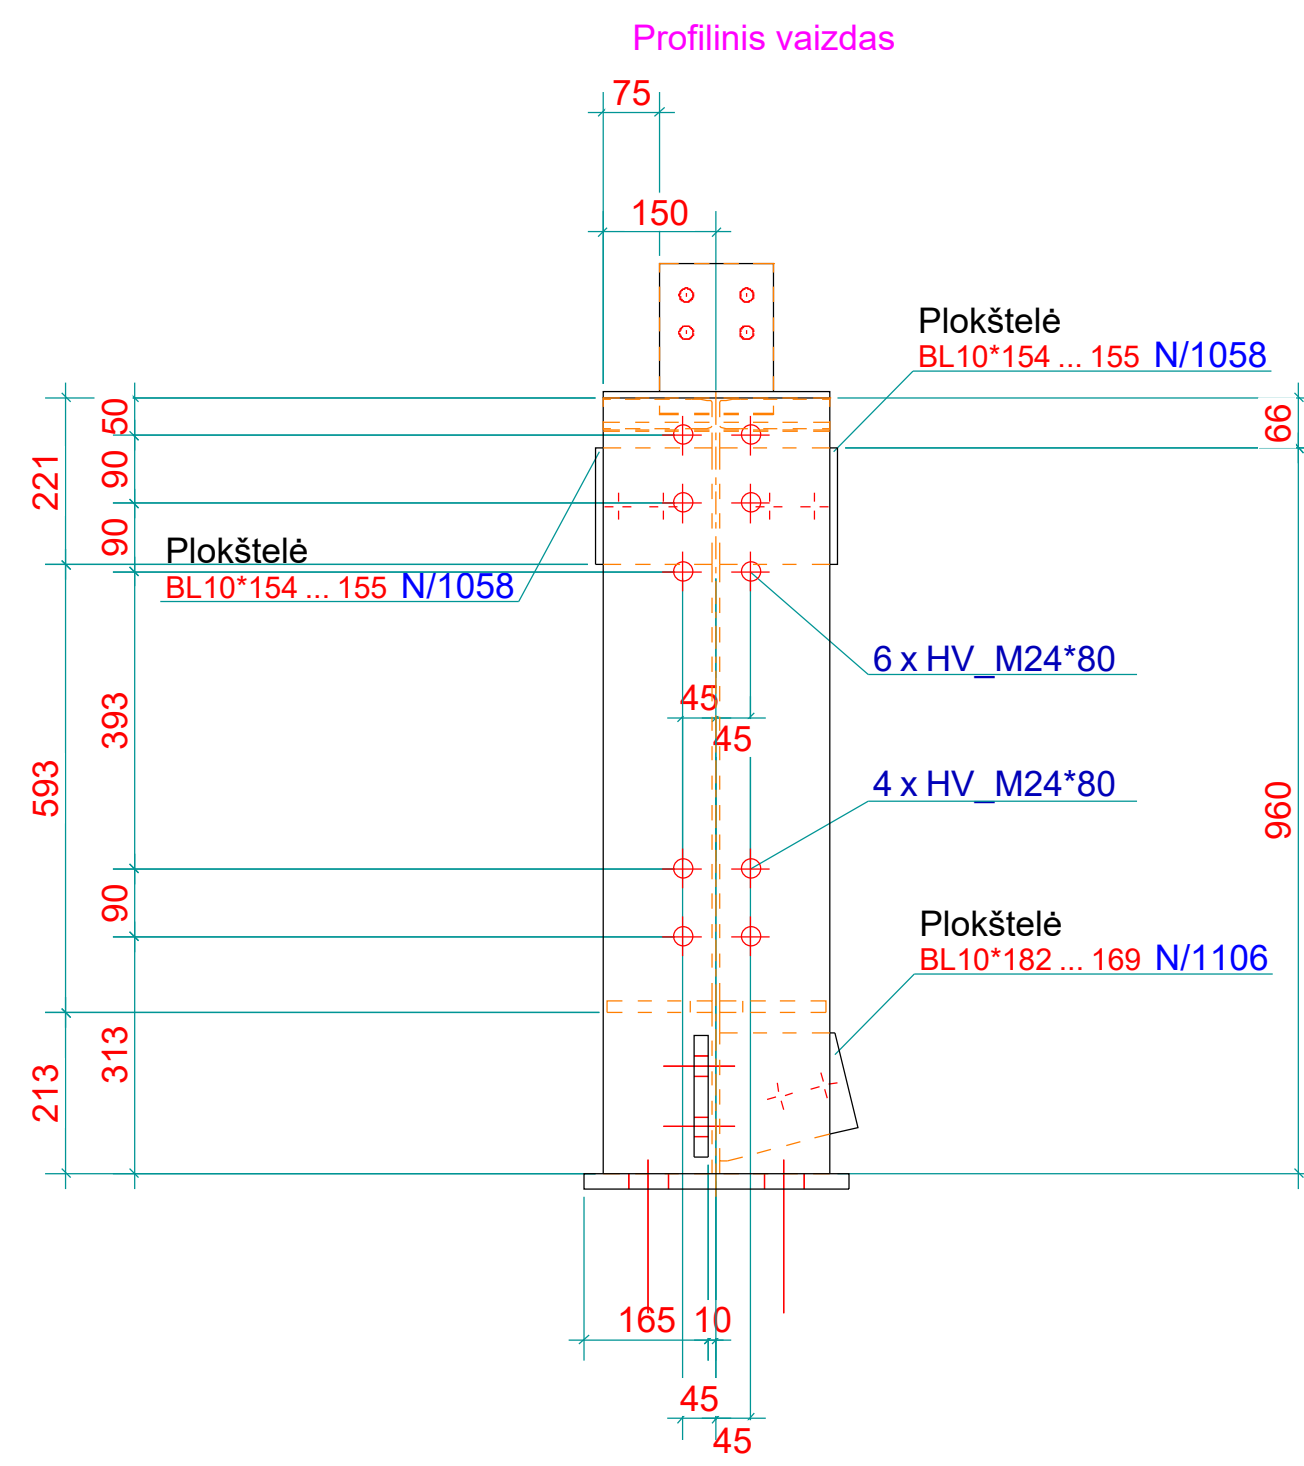 Profilinis vaizdas
75
150
Plokštelė
BL10*154 ... 155 N/1058
66
50
90
221
90
Plokštelė
BL10*154 ... 155 N/1058
6 x HV_M24*80
45
45
393
593
4 x HV_M24*80
960
90
Plokštelė
BL10*182 ... 169 N/1106
313
213
165
10
45
45